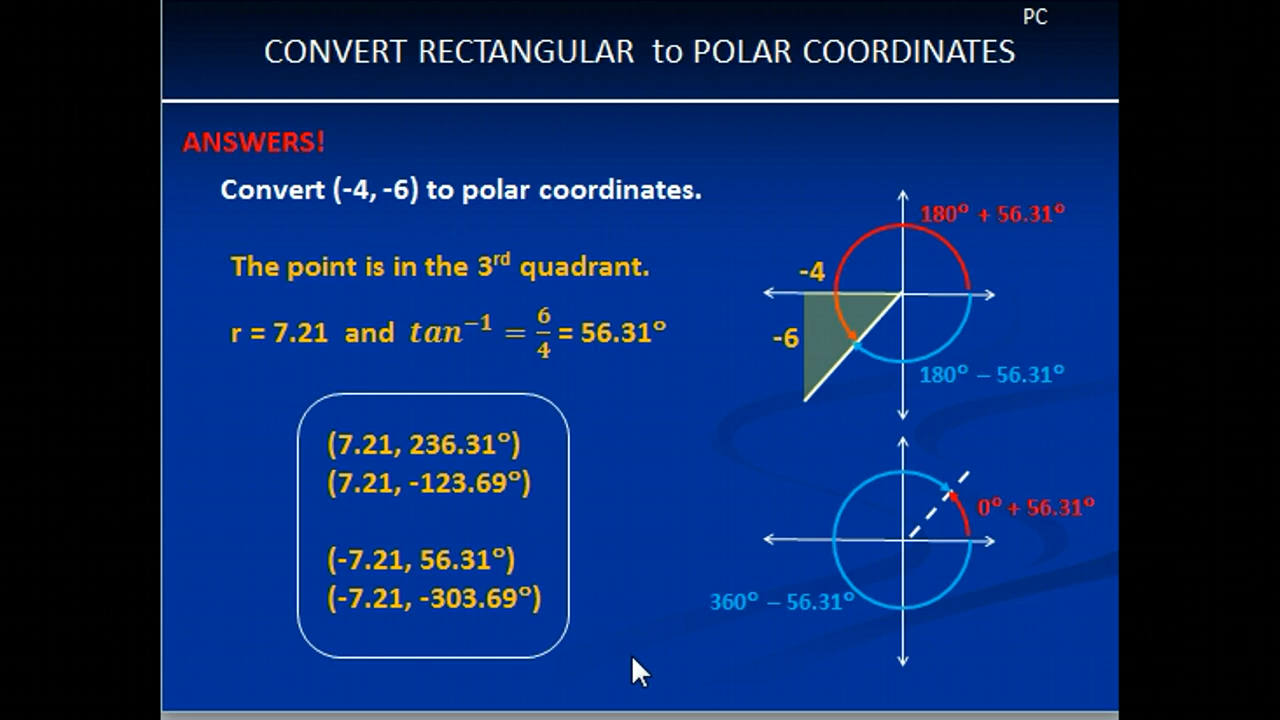 PC
CONVERT RECTANGULAR to POLAR COORDINATES
ANSWERS!
Convert (-4, -6) to polar coordinates.
The point is in the 3rd quadrant.
r = 7.21 and tan⁻¹ = 6/4 = 56.31°
(7.21, 236.31°)
(7.21, -123.69°)
(-7.21, 56.31°)
(-7.21, -303.69°)
180° + 56.31°
-4
-6
180° – 56.31°
0° + 56.31°
360° – 56.31°